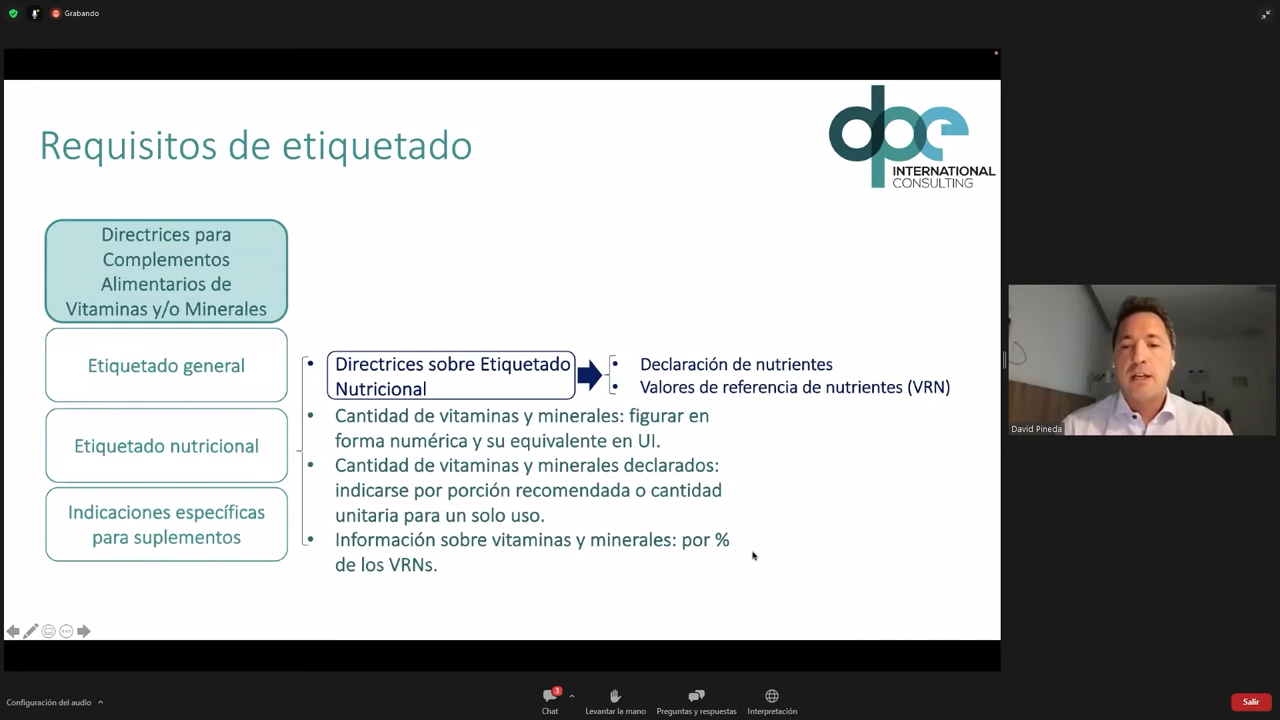 Grabando
Requisitos de etiquetado
dpe
INTERNATIONAL
CONSULTING
Directrices para
Complementos
Alimentarios de
Vitaminas y/o Minerales
Etiquetado general
Etiquetado nutricional
Indicaciones específicas
para suplementos
• Directrices sobre Etiquetado
Nutricional
• Declaración de nutrientes
• Valores de referencia de nutrientes (VRN)
• Cantidad de vitaminas y minerales: figurar en
forma numérica y su equivalente en UI.
• Cantidad de vitaminas y minerales declarados:
indicarse por porción recomendada o cantidad
unitaria para un solo uso.
• Información sobre vitaminas y minerales: por %
de los VRNs.
David Pineda
Configuración del audio
3
Chat
Levantar la mano
Preguntas y respuestas
Interpretación
Salir